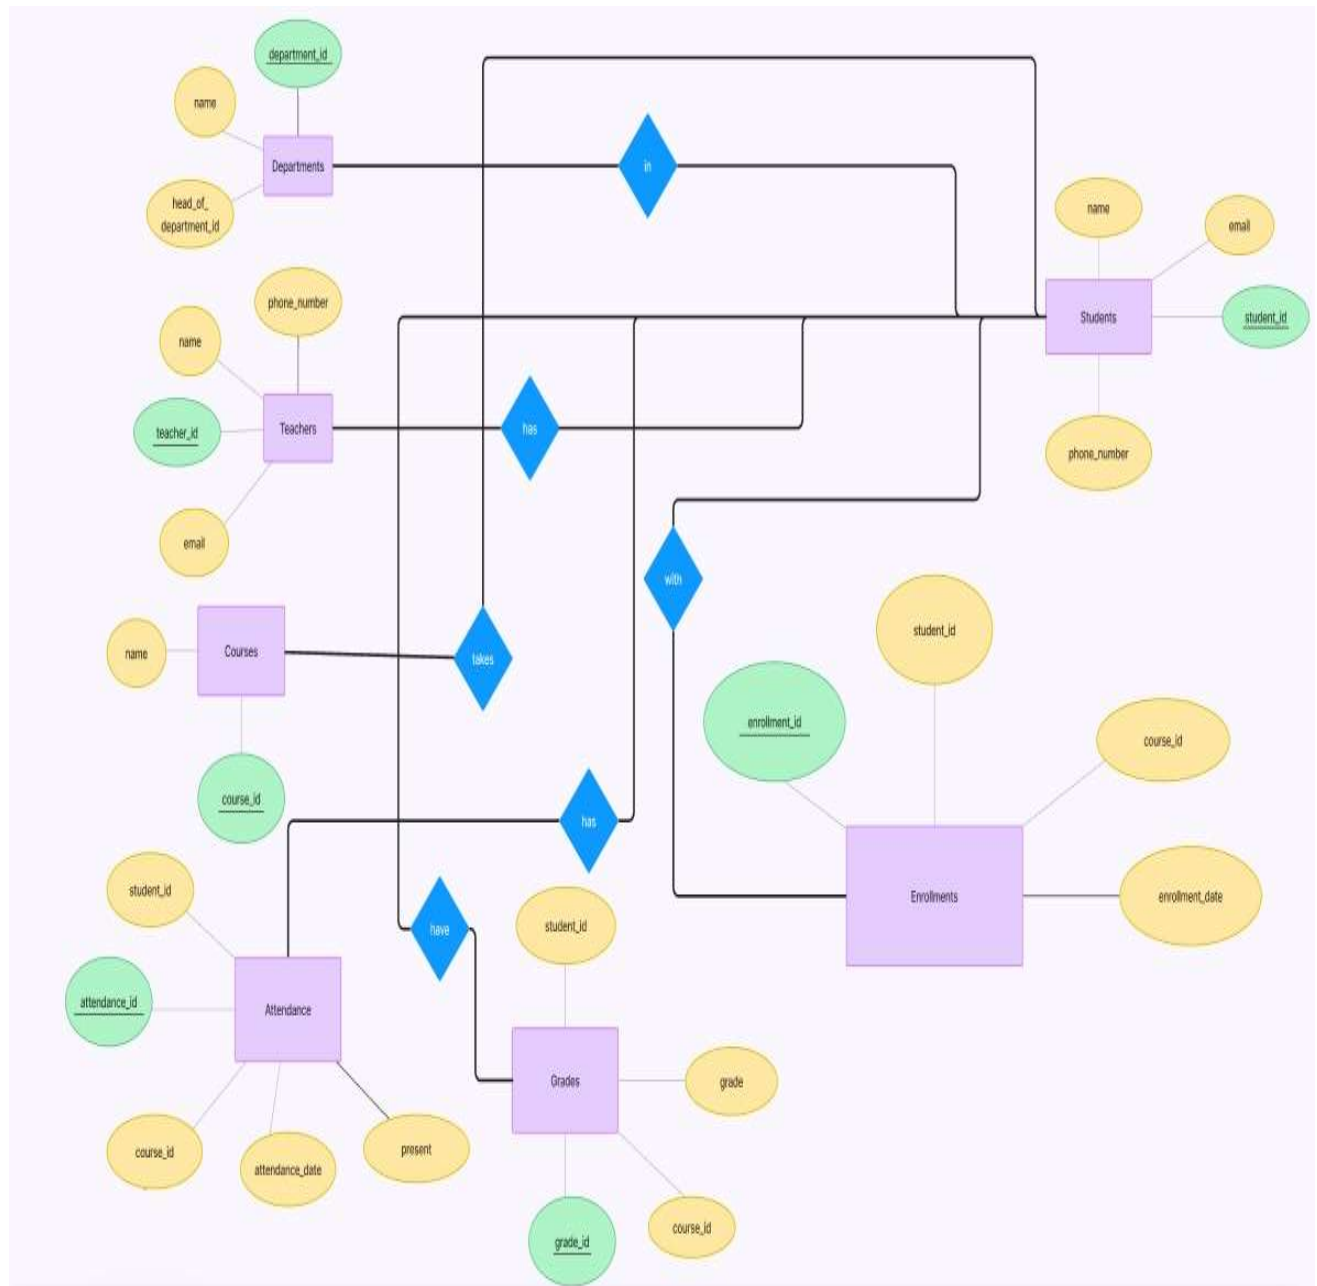 department_id
name
Departments
head_of_
department_id
in
name
email
Students
student_id
phone_number
phone_number
name
Teachers
teacher_id
email
has
with
name
Courses
takes
course_id
student_id
enrollment_id
course_id
Enrollments
enrollment_date
has
student_id
attendance_id
Attendance
course_id
attendance_date
present
have
student_id
Grades
grade
course_id
grade_id